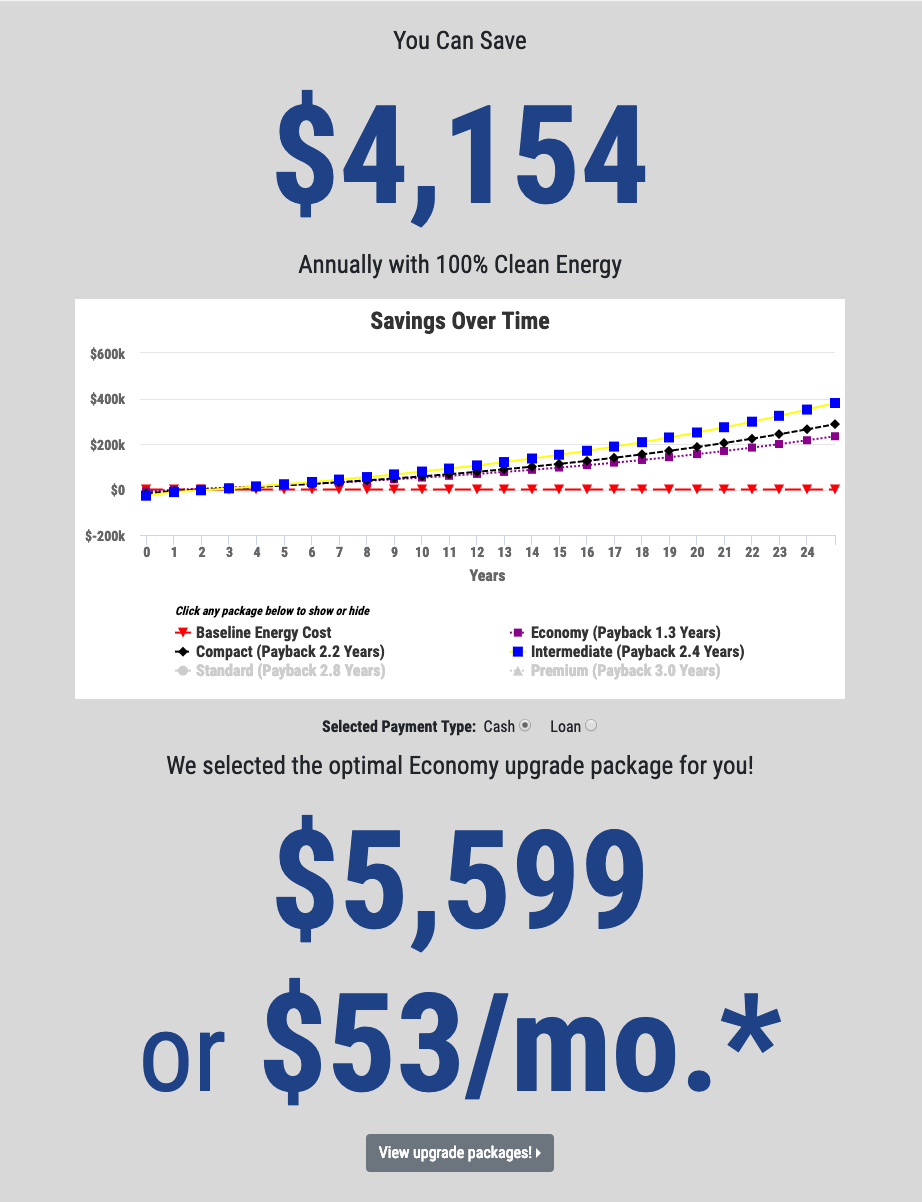 You Can Save
$4,154
Annually with 100% Clean Energy
Savings Over Time
$600k
$400k
$200k
$0
$-200k
0 1 2 3 4 5 6 7 8 9 10 11 12 13 14 15 16 17 18 19 20 21 22 23 24
Years
Click any package below to show or hide
Baseline Energy Cost Economy (Payback 1.3 Years)
Compact (Payback 2.2 Years) Intermediate (Payback 2.4 Years)
Standard (Payback 2.8 Years) Premium (Payback 3.0 Years)
Selected Payment Type: Cash Loan
We selected the optimal Economy upgrade package for you!
$5,599
or $53/mo.*
View upgrade packages!